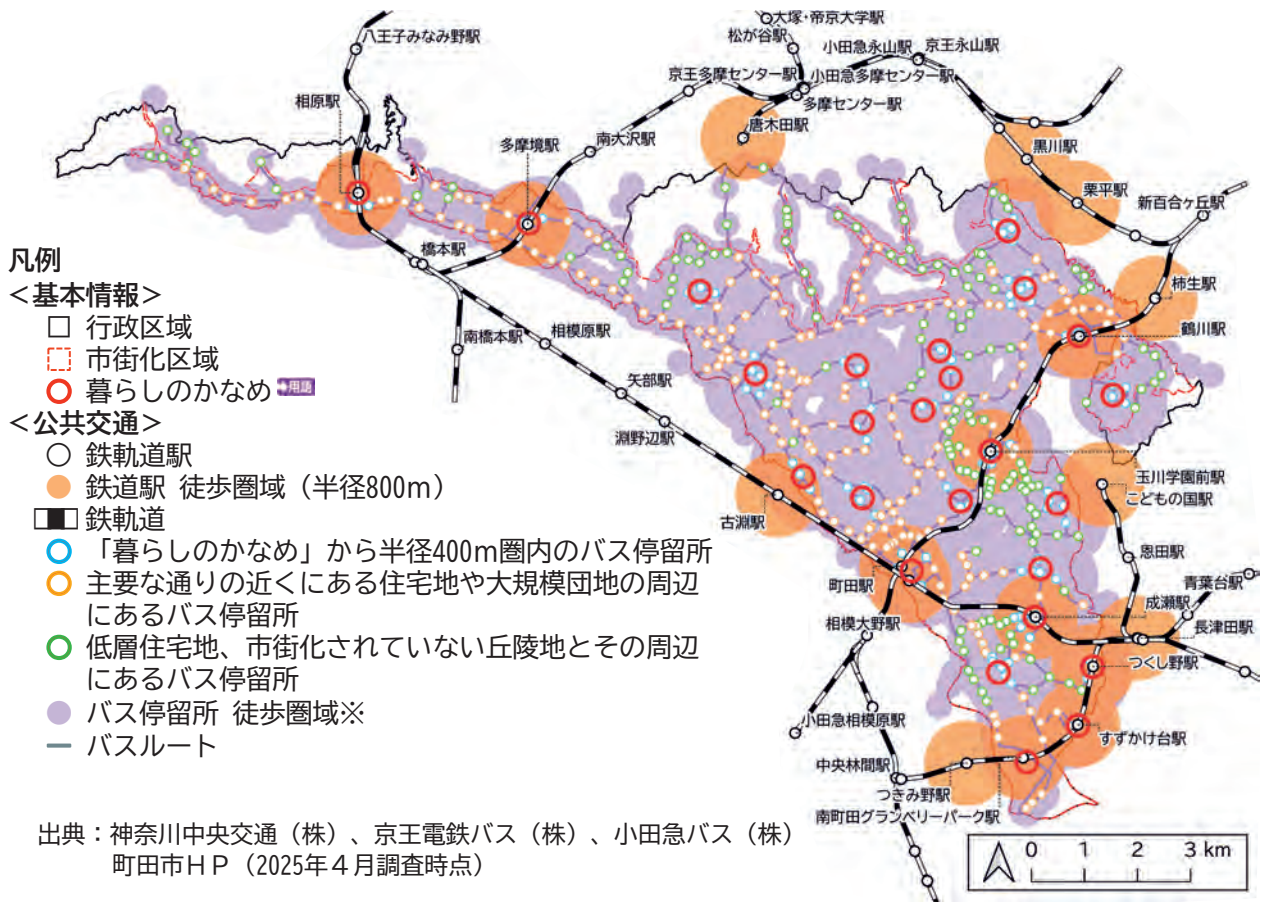 大塚・帝京大学駅
八王子みなみ野駅
松が谷駅
小田急永山駅
京王永山駅
京王多摩センター駅
小田急多摩センター駅
多摩センター駅
相原駅
唐木田駅
南大沢駅
多摩境駅
黒川駅
栗平駅
新百合ヶ丘駅
橋本駅
柿生駅
鶴川駅
南橋本駅
相模原駅
矢部駅
淵野辺駅
玉川学園前駅
こどもの国駅
古淵駅
恩田駅
町田駅
青葉台駅
成瀬駅
相模大野駅
長津田駅
つくし野駅
小田急相模原駅
すずかけ台駅
中央林間駅
つきみ野駅
南町田グランベリーパーク駅
凡例
＜基本情報＞
行政区域
市街化区域
暮らしのかなめ 用語
＜公共交通＞
鉄軌道駅
鉄道駅 徒歩圏域（半径800m）
鉄軌道
「暮らしのかなめ」から半径400m圏内のバス停留所
主要な通りの近くにある住宅地や大規模団地の周辺
にあるバス停留所
低層住宅地、市街化されていない丘陵地とその周辺
にあるバス停留所
バス停留所 徒歩圏域※
バスルート
出典：神奈川中央交通（株）、京王電鉄バス（株）、小田急バス（株）
町田市ＨＰ（2025年４月調査時点）
0 1 2 3 km